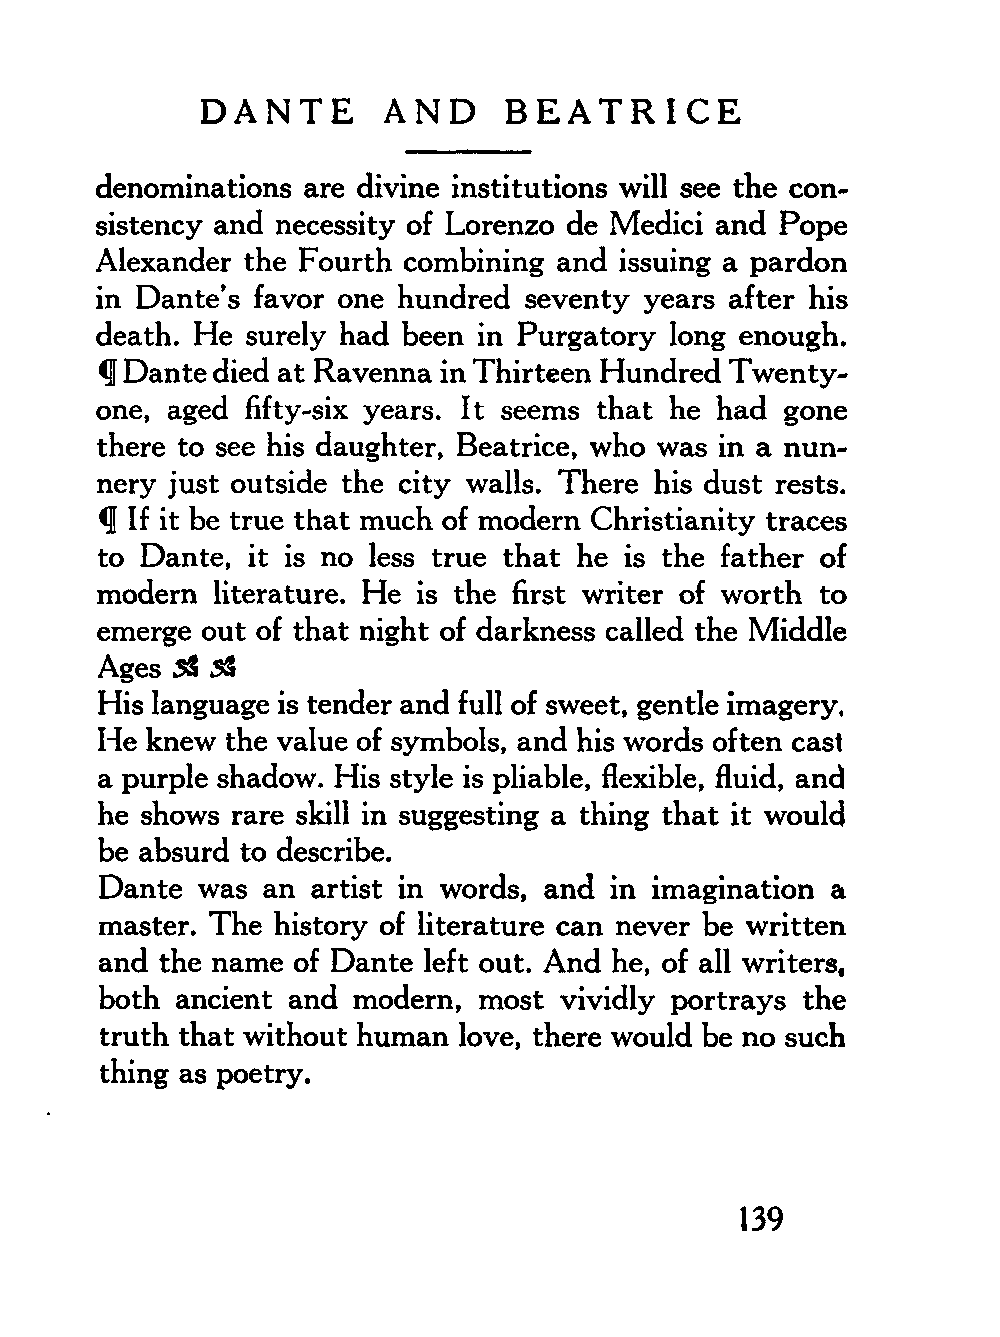 DANTE AND BEATRICE
denominations are divine institutions will see the con-
sistency and necessity of Lorenzo de Medici and Pope
Alexander the Fourth combining and issuing a pardon
in Dante's favor one hundred seventy years after his
death. He surely had been in Purgatory long enough.
¶ Dante died at Ravenna in Thirteen Hundred Twenty-
one, aged fifty-six years. It seems that he had gone
there to see his daughter, Beatrice, who was in a nun-
nery just outside the city walls. There his dust rests.
¶ If it be true that much of modern Christianity traces
to Dante, it is no less true that he is the father of
modern literature. He is the first writer of worth to
emerge out of that night of darkness called the Middle
Ages
His language is tender and full of sweet, gentle imagery.
He knew the value of symbols, and his words often cast
a purple shadow. His style is pliable, flexible, fluid, and
he shows rare skill in suggesting a thing that it would
be absurd to describe.
Dante was an artist in words, and in imagination a
master. The history of literature can never be written
and the name of Dante left out. And he, of all writers,
both ancient and modern, most vividly portrays the
truth that without human love, there would be no such
thing as poetry.
139